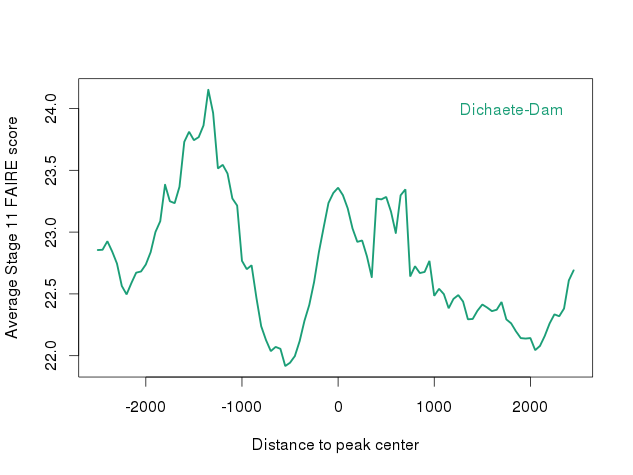 Dichaete-Dam
Average Stage 11 FAIRE score
24.0
23.5
23.0
22.5
22.0
-2000 -1000 0 1000 2000
Distance to peak center